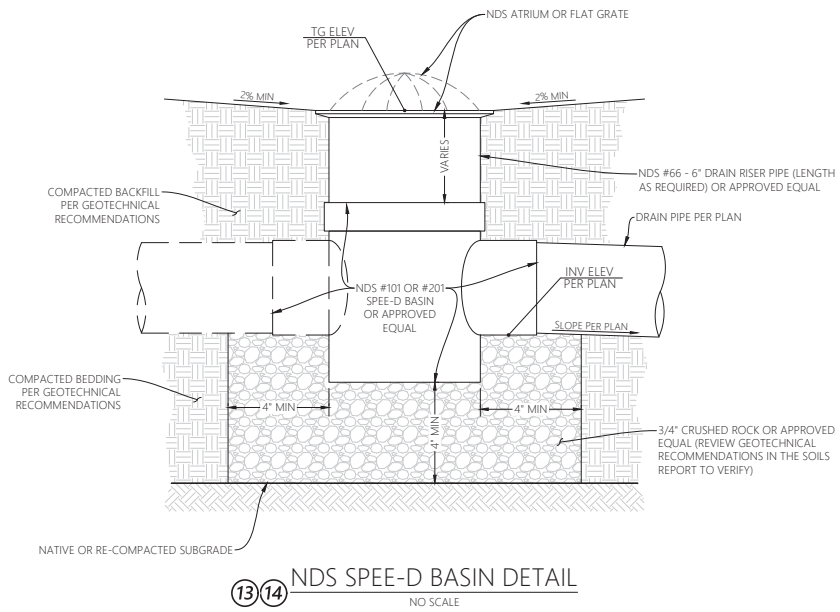 NDS ATRIUM OR FLAT GRATE
TG ELEV
PER PLAN
2% MIN
2% MIN
VARIES
NDS #66 - 6" DRAIN RISER PIPE (LENGTH
AS REQUIRED) OR APPROVED EQUAL
COMPACTED BACKFILL
PER GEOTECHNICAL
RECOMMENDATIONS
DRAIN PIPE PER PLAN
NDS #101 OR #201
SPEE-D BASIN
OR APPROVED
EQUAL
INV ELEV
PER PLAN
SLOPE PER PLAN
COMPACTED BEDDING
PER GEOTECHNICAL
RECOMMENDATIONS
4" MIN
4" MIN
4" MIN
3/4" CRUSHED ROCK OR APPROVED
EQUAL (REVIEW GEOTECHNICAL
RECOMMENDATIONS IN THE SOILS
REPORT TO VERIFY)
NATIVE OR RE-COMPACTED SUBGRADE
13 14 NDS SPEE-D BASIN DETAIL
NO SCALE